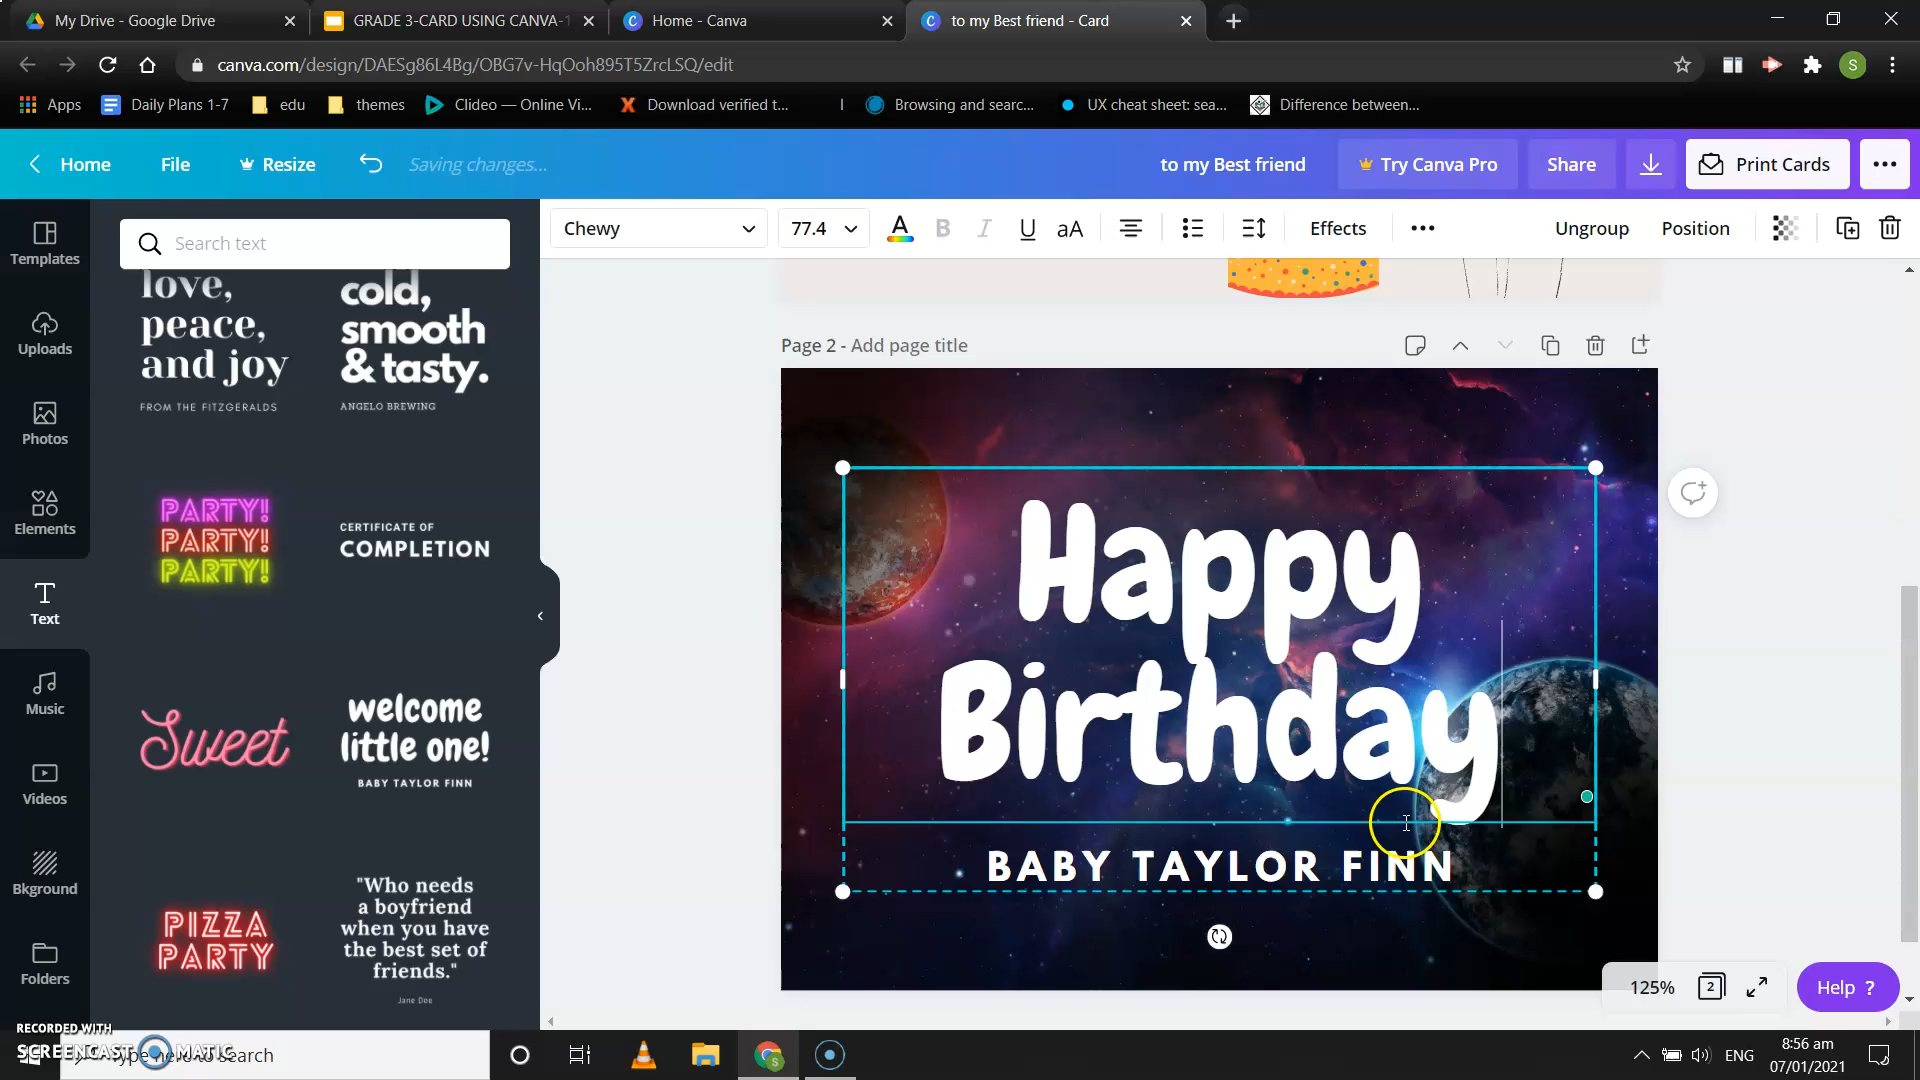 My Drive - Google Drive
GRADE 3-CARD USING CANVA-1
Home - Canva
to my Best friend - Card
canva.com/design/DAESg86L4Bg/OBG7v-HqOoh895T5ZrcLSQ/edit
S
Apps
Daily Plans 1-7
edu
themes
Clideo — Online Vi...
Download verified t...
Browsing and searc...
UX cheat sheet: sea...
Difference between...
Home
File
Resize
Saving changes...
to my Best friend
Try Canva Pro
Share
Print Cards
Templates
Uploads
Photos
Elements
Text
Music
Videos
Bkground
Folders
Search text
Chewy
77.4
A
B
I
U
aA
Effects
Ungroup
Position
love,
peace,
and joy
FROM THE FITZGERALDS
cold,
smooth
& tasty.
ANGELO BREWING
PARTY!
PARTY!
PARTY!
CERTIFICATE OF
COMPLETION
Sweet
welcome
little one!
BABY TAYLOR FINN
PIZZA
PARTY
"Who needs
a boyfriend
when you have
the best set of
friends."
Jane Doe
Page 2 - Add page title
Happy
Birthday
BABY TAYLOR FINN
125%
2
Help ?
RECORDED WITH
SCREENCAST MATIC
Type here to search
ENG
8:56 am
07/01/2021